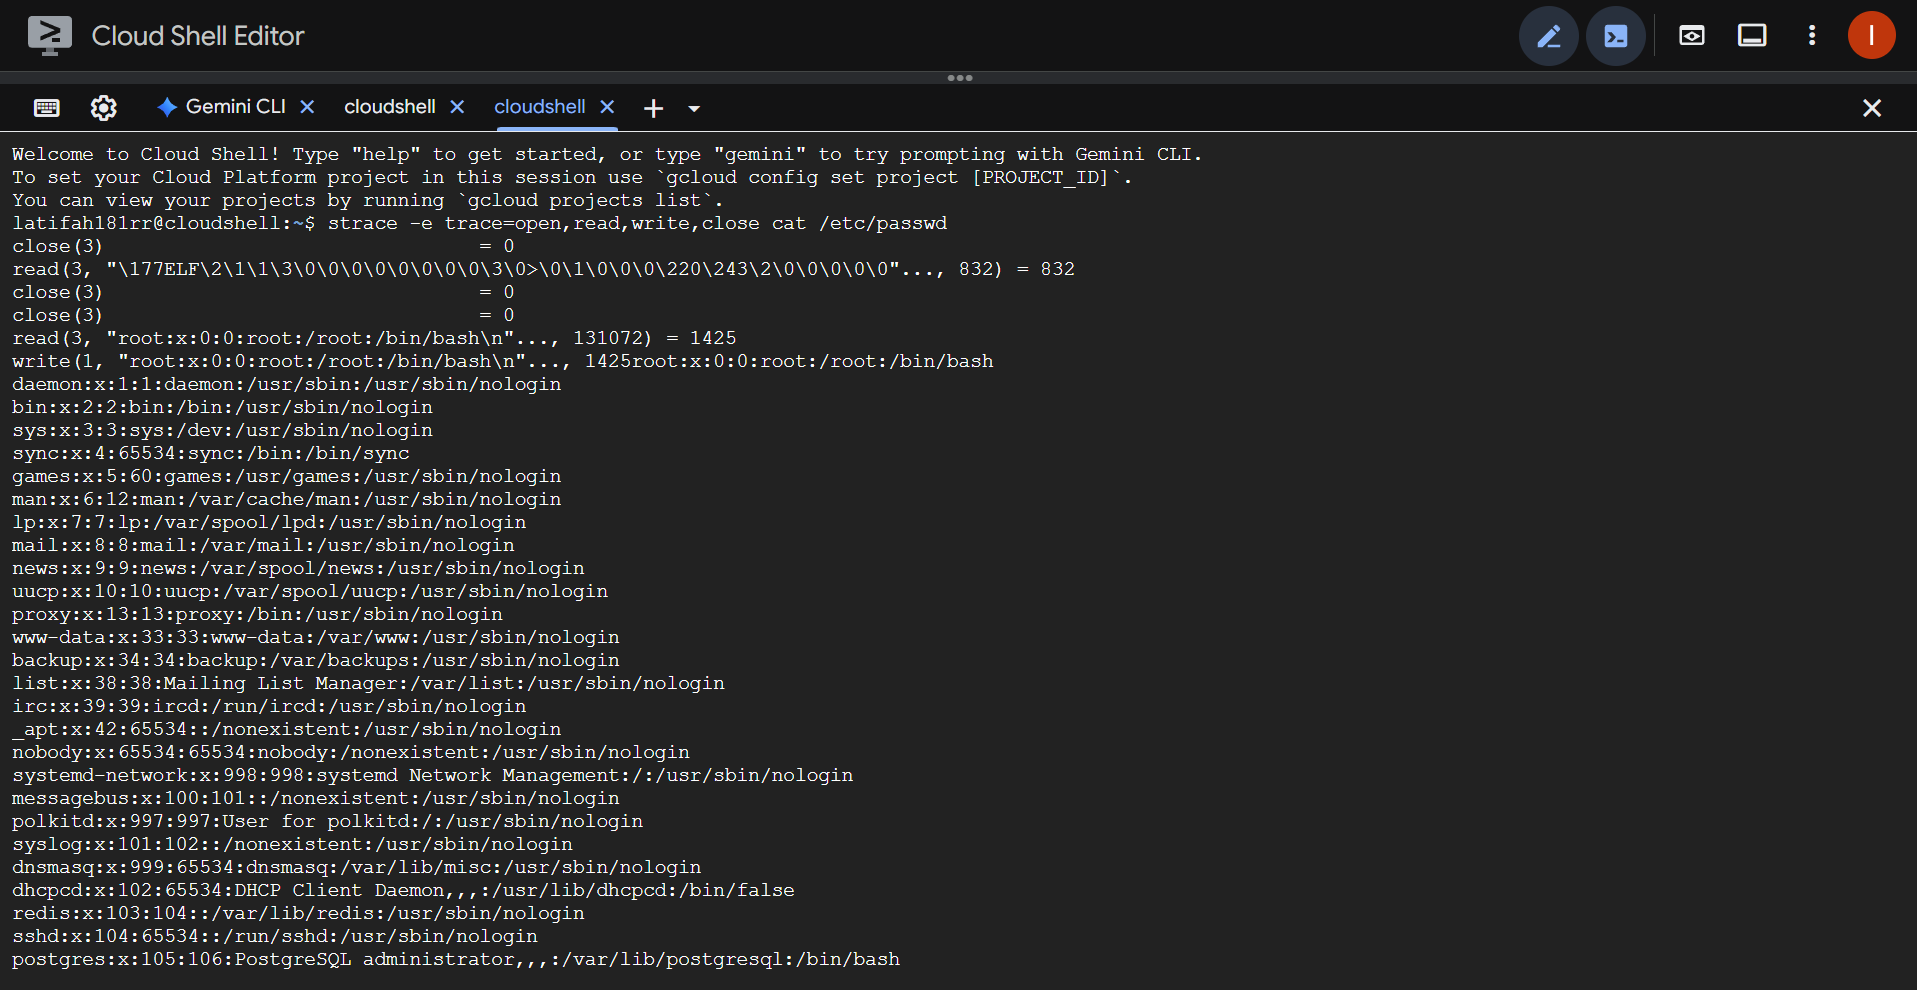 Cloud Shell Editor
I
Gemini CLI
cloudshell
cloudshell
Welcome to Cloud Shell! Type "help" to get started, or type "gemini" to try prompting with Gemini CLI.
To set your Cloud Platform project in this session use `gcloud config set project [PROJECT_ID]`.
You can view your projects by running `gcloud projects list`.
latifah181rr@cloudshell:~$ strace -e trace=open,read,write,close cat /etc/passwd
close(3)                                = 0
read(3, "\177ELF\2\1\1\3\0\0\0\0\0\0\0\0\3\0>\0\1\0\0\0\220\243\2\0\0\0\0\0"..., 832) = 832
close(3)                                = 0
close(3)                                = 0
read(3, "root:x:0:0:root:/root:/bin/bash\n"..., 131072) = 1425
write(1, "root:x:0:0:root:/root:/bin/bash\n"..., 1425root:x:0:0:root:/root:/bin/bash
daemon:x:1:1:daemon:/usr/sbin:/usr/sbin/nologin
bin:x:2:2:bin:/bin:/usr/sbin/nologin
sys:x:3:3:sys:/dev:/usr/sbin/nologin
sync:x:4:65534:sync:/bin:/bin/sync
games:x:5:60:games:/usr/games:/usr/sbin/nologin
man:x:6:12:man:/var/cache/man:/usr/sbin/nologin
lp:x:7:7:lp:/var/spool/lpd:/usr/sbin/nologin
mail:x:8:8:mail:/var/mail:/usr/sbin/nologin
news:x:9:9:news:/var/spool/news:/usr/sbin/nologin
uucp:x:10:10:uucp:/var/spool/uucp:/usr/sbin/nologin
proxy:x:13:13:proxy:/bin:/usr/sbin/nologin
www-data:x:33:33:www-data:/var/www:/usr/sbin/nologin
backup:x:34:34:backup:/var/backups:/usr/sbin/nologin
list:x:38:38:Mailing List Manager:/var/list:/usr/sbin/nologin
irc:x:39:39:ircd:/run/ircd:/usr/sbin/nologin
_apt:x:42:65534::/nonexistent:/usr/sbin/nologin
nobody:x:65534:65534:nobody:/nonexistent:/usr/sbin/nologin
systemd-network:x:998:998:systemd Network Management:/:/usr/sbin/nologin
messagebus:x:100:101::/nonexistent:/usr/sbin/nologin
polkitd:x:997:997:User for polkitd:/:/usr/sbin/nologin
syslog:x:101:102::/nonexistent:/usr/sbin/nologin
dnsmasq:x:999:65534:dnsmasq:/var/lib/misc:/usr/sbin/nologin
dhcpcd:x:102:65534:DHCP Client Daemon,,,:/usr/lib/dhcpcd:/bin/false
redis:x:103:104::/var/lib/redis:/usr/sbin/nologin
sshd:x:104:65534::/run/sshd:/usr/sbin/nologin
postgres:x:105:106:PostgreSQL administrator,,,:/var/lib/postgresql:/bin/bash